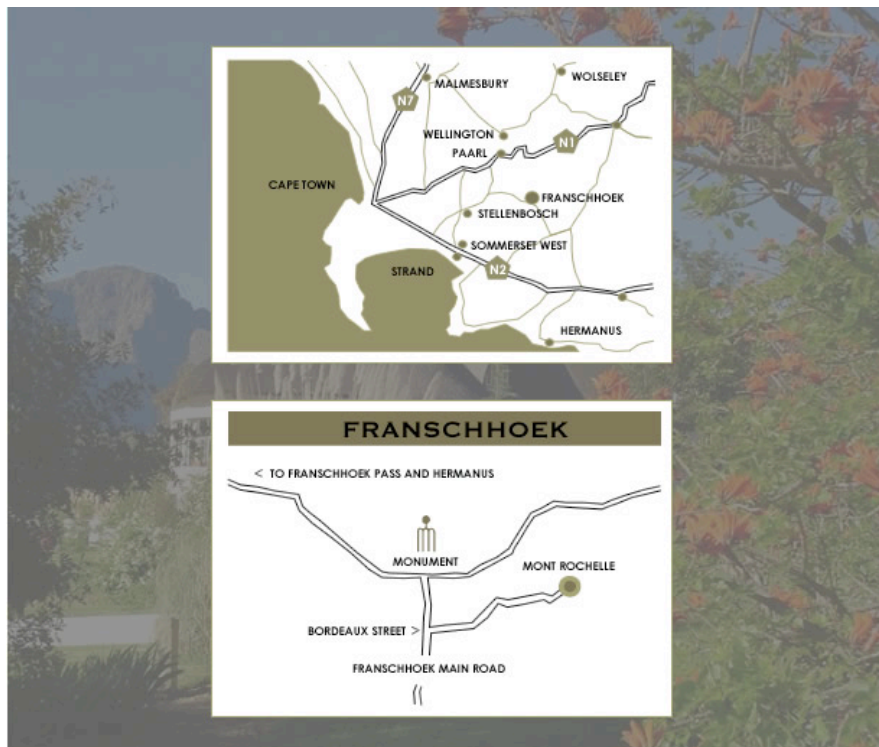 MALMESBURY
WOLSELEY
N7
WELLINGTON
N1
PAARL
CAPE TOWN
FRANSCHHOEK
STELLENBOSCH
SOMMERSET WEST
STRAND
N2
HERMANUS
FRANSCHHOEK
< TO FRANSCHHOEK PASS AND HERMANUS
MONUMENT
MONT ROCHELLE
BORDEAUX STREET >
FRANSCHHOEK MAIN ROAD